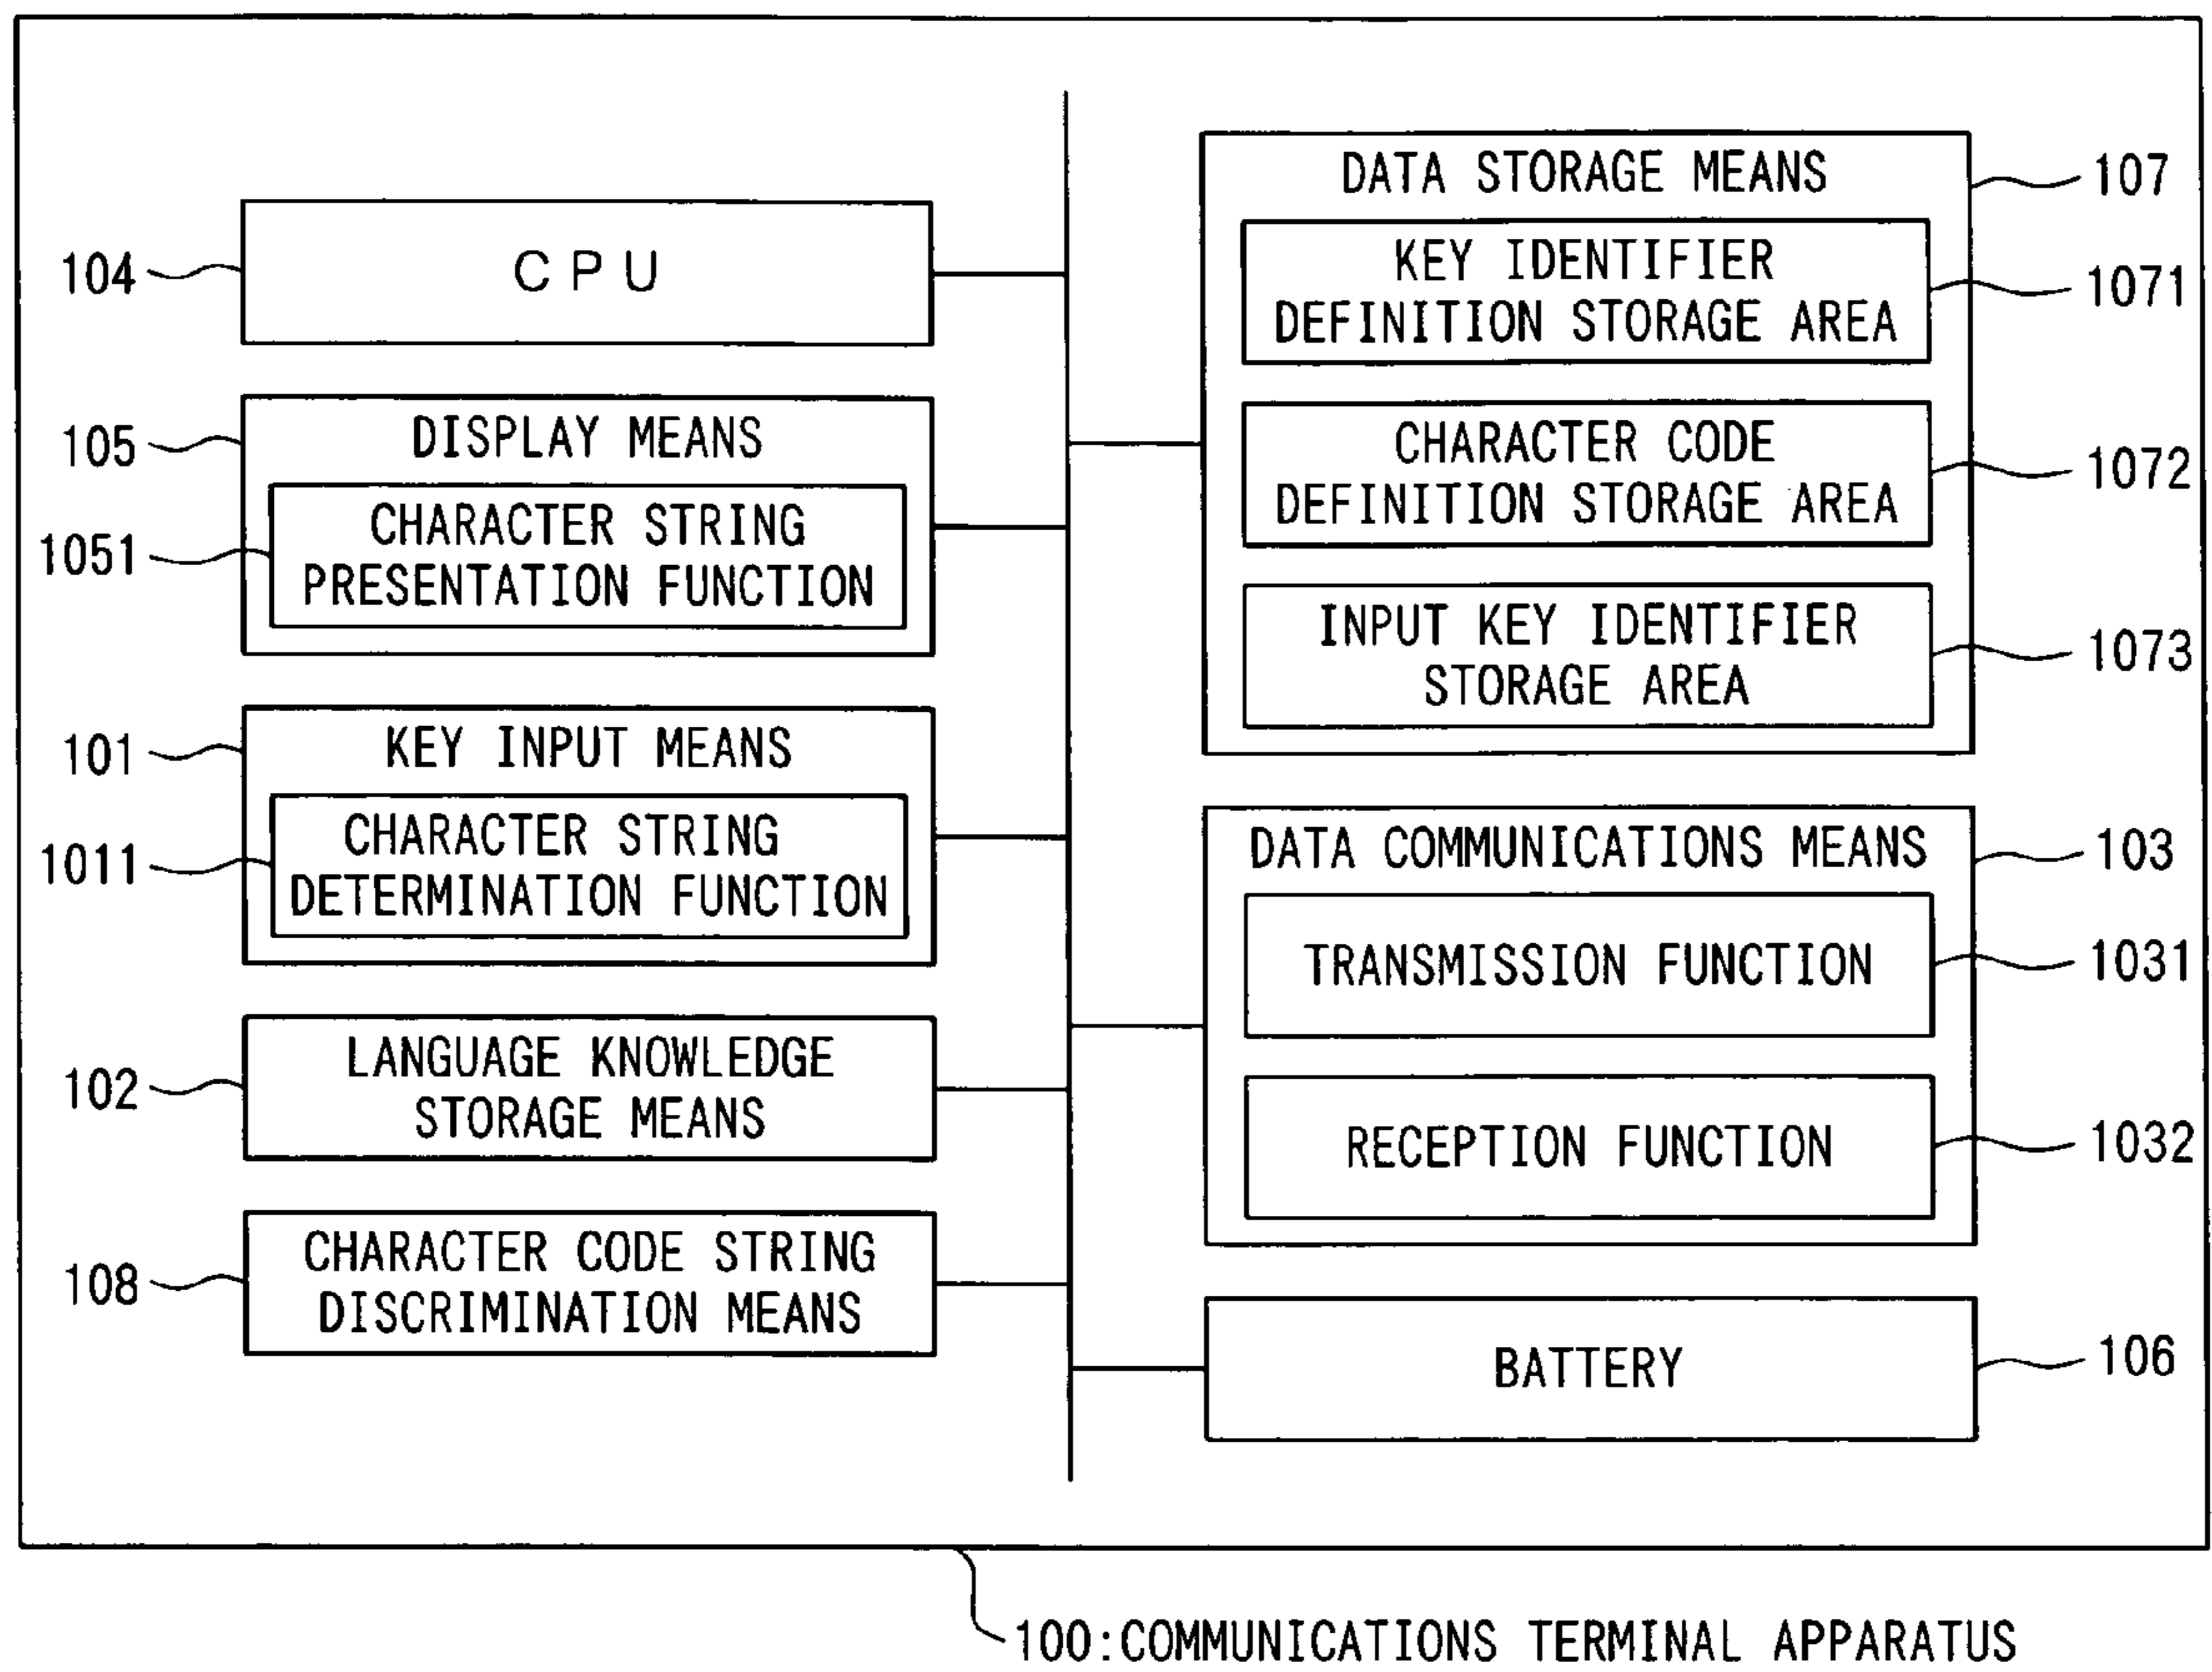 104
CPU
105
DISPLAY MEANS
1051
CHARACTER STRING
PRESENTATION FUNCTION
101
KEY INPUT MEANS
1011
CHARACTER STRING
DETERMINATION FUNCTION
102
LANGUAGE KNOWLEDGE
STORAGE MEANS
108
CHARACTER CODE STRING
DISCRIMINATION MEANS
DATA STORAGE MEANS
107
KEY IDENTIFIER
DEFINITION STORAGE AREA
1071
CHARACTER CODE
DEFINITION STORAGE AREA
1072
INPUT KEY IDENTIFIER
STORAGE AREA
1073
DATA COMMUNICATIONS MEANS
103
TRANSMISSION FUNCTION
1031
RECEPTION FUNCTION
1032
BATTERY
106
100:COMMUNICATIONS TERMINAL APPARATUS